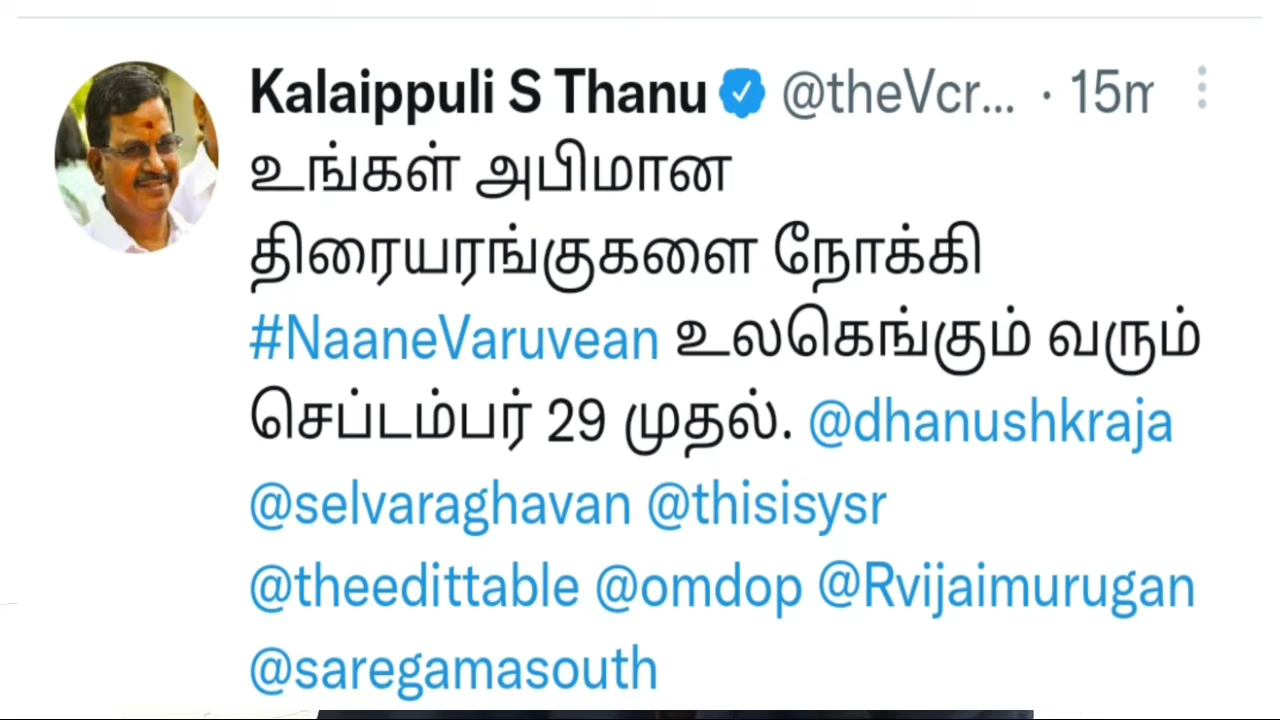 Kalaippuli S Thanu @theVcr... · 15m
உங்கள் அபிமான
திரையரங்குகளை நோக்கி
#NaaneVaruvean உலகெங்கும் வரும்
செப்டம்பர் 29 முதல். @dhanushkraja
@selvaraghavan @thisisysr
@theedittable @omdop @Rvijaimurugan
@saregamasouth